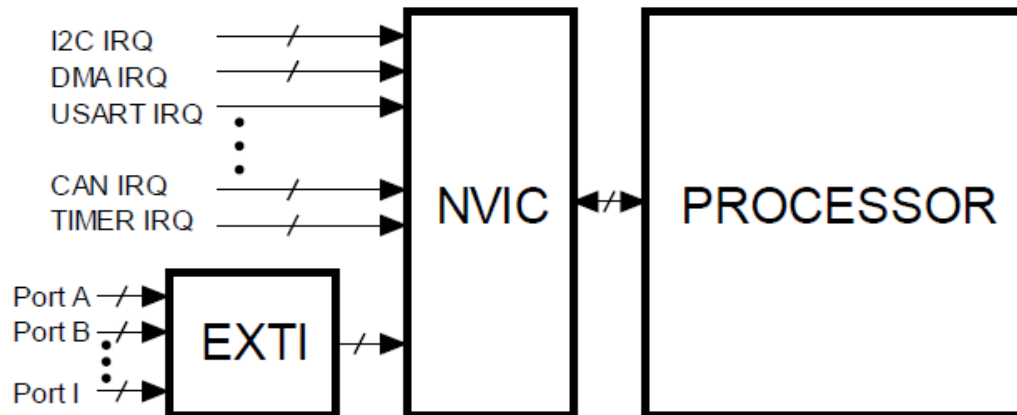 I2C IRQ
DMA IRQ
USART IRQ
CAN IRQ
TIMER IRQ
NVIC
PROCESSOR
Port A
Port B
Port I
EXTI